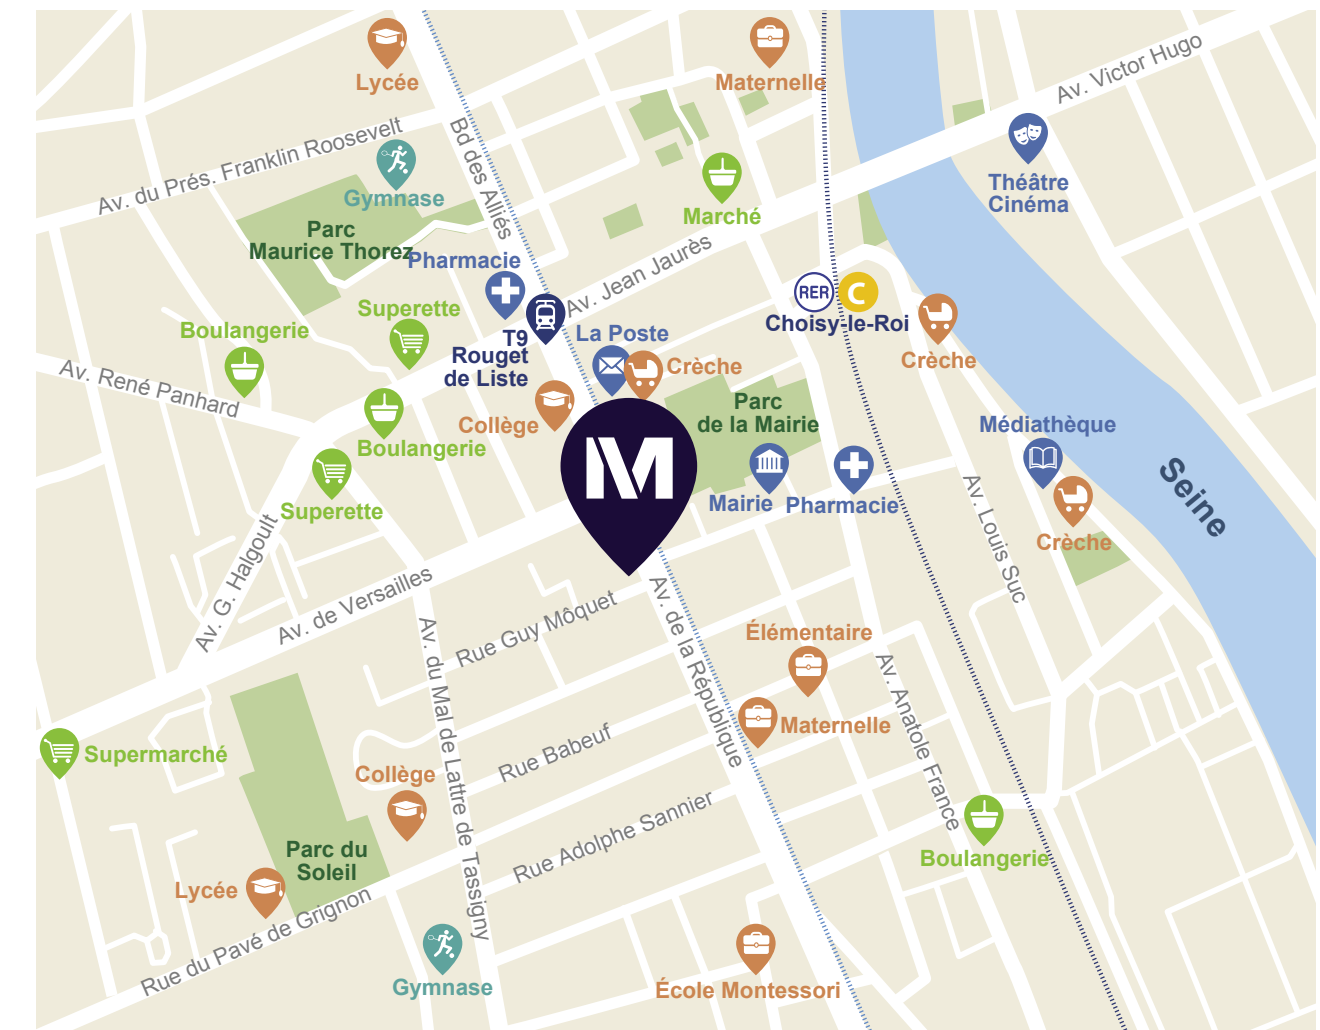 Lycée
Maternelle
Av. Victor Hugo
Bd des Alliés
Av. du Prés. Franklin Roosevelt
Gymnase
Théâtre
Cinéma
Marché
Parc
Maurice Thorez
Pharmacie
Av. Jean Jaurès
RER
C
Choisy-le-Roi
Superette
Boulangerie
T9
Rouget
de Liste
La Poste
Crèche
Crèche
Av. René Panhard
Collège
Parc
de la Mairie
Boulangerie
Médiathèque
M
Mairie
Pharmacie
Seine
Superette
Crèche
Av. Louis Suc
Av. G. Halgoult
Av. de Versailles
Rue Guy Môquet
Av. de la République
Av. du Mal de Lattre de Tassigny
Élémentaire
Av. Anatole France
Maternelle
Supermarché
Rue Babeuf
Collège
Rue Adolphe Sannier
Parc du
Soleil
Boulangerie
Lycée
Rue du Pavé de Grignon
Gymnase
École Montessori